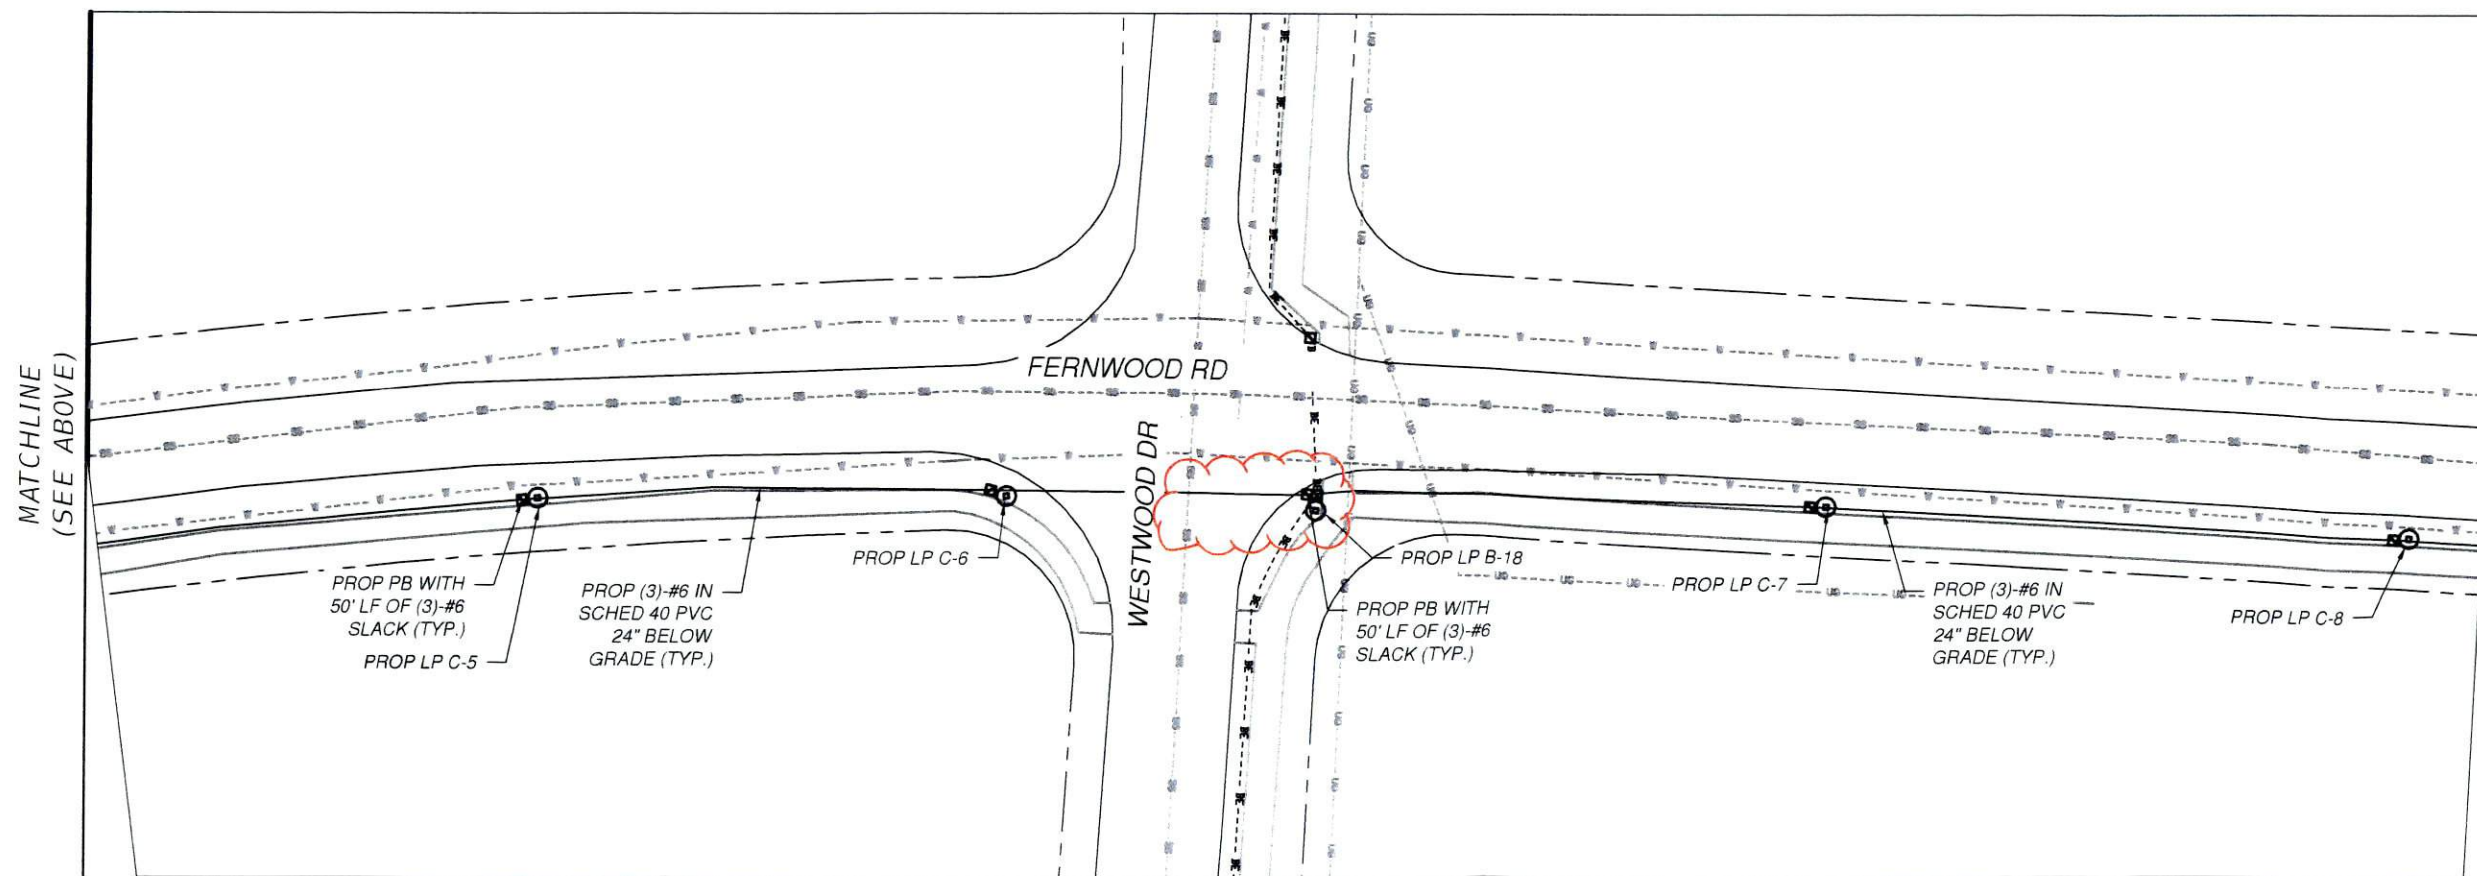 MATCHLINE
(SEE ABOVE)
FERNWOOD RD
WESTWOOD DR
PROP PB WITH
50' LF OF (3)-#6
SLACK (TYP.)
PROP LP C-5
PROP (3)-#6 IN
SCHED 40 PVC
24" BELOW
GRADE (TYP.)
PROP LP C-6
PROP LP B-18
PROP PB WITH
50' LF OF (3)-#6
SLACK (TYP.)
PROP LP C-7
PROP (3)-#6 IN
SCHED 40 PVC
24" BELOW
GRADE (TYP.)
PROP LP C-8